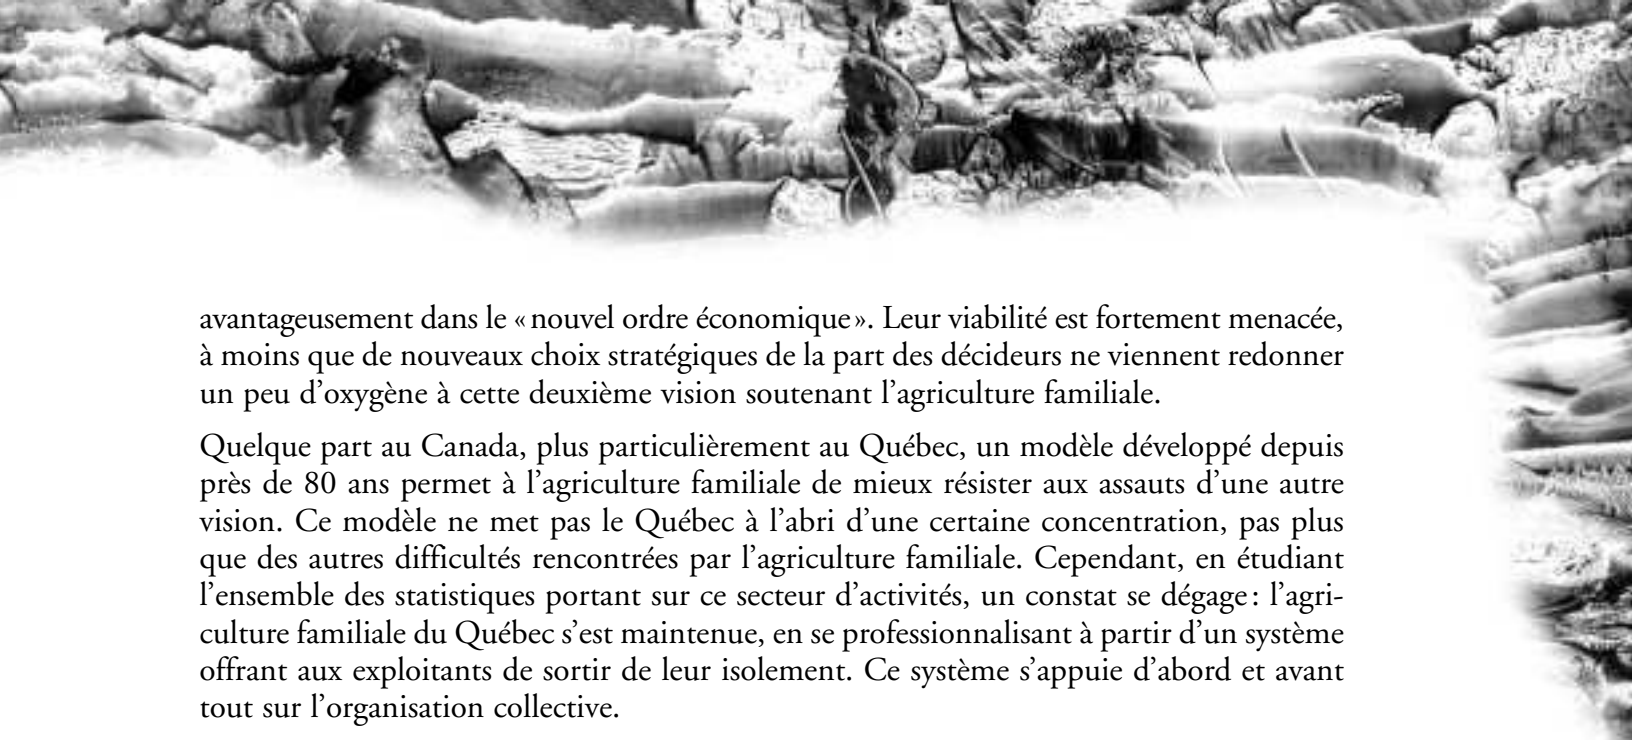 avantageusement dans le « nouvel ordre économique ». Leur viabilité est fortement menacée,
à moins que de nouveaux choix stratégiques de la part des décideurs ne viennent redonner
un peu d’oxygène à cette deuxième vision soutenant l’agriculture familiale.
Quelque part au Canada, plus particulièrement au Québec, un modèle développé depuis
près de 80 ans permet à l’agriculture familiale de mieux résister aux assauts d’une autre
vision. Ce modèle ne met pas le Québec à l’abri d’une certaine concentration, pas plus
que des autres difficultés rencontrées par l’agriculture familiale. Cependant, en étudiant
l’ensemble des statistiques portant sur ce secteur d’activités, un constat se dégage : l’agri-
culture familiale du Québec s’est maintenue, en se professionnalisant à partir d’un système
offrant aux exploitants de sortir de leur isolement. Ce système s’appuie d’abord et avant
tout sur l’organisation collective.